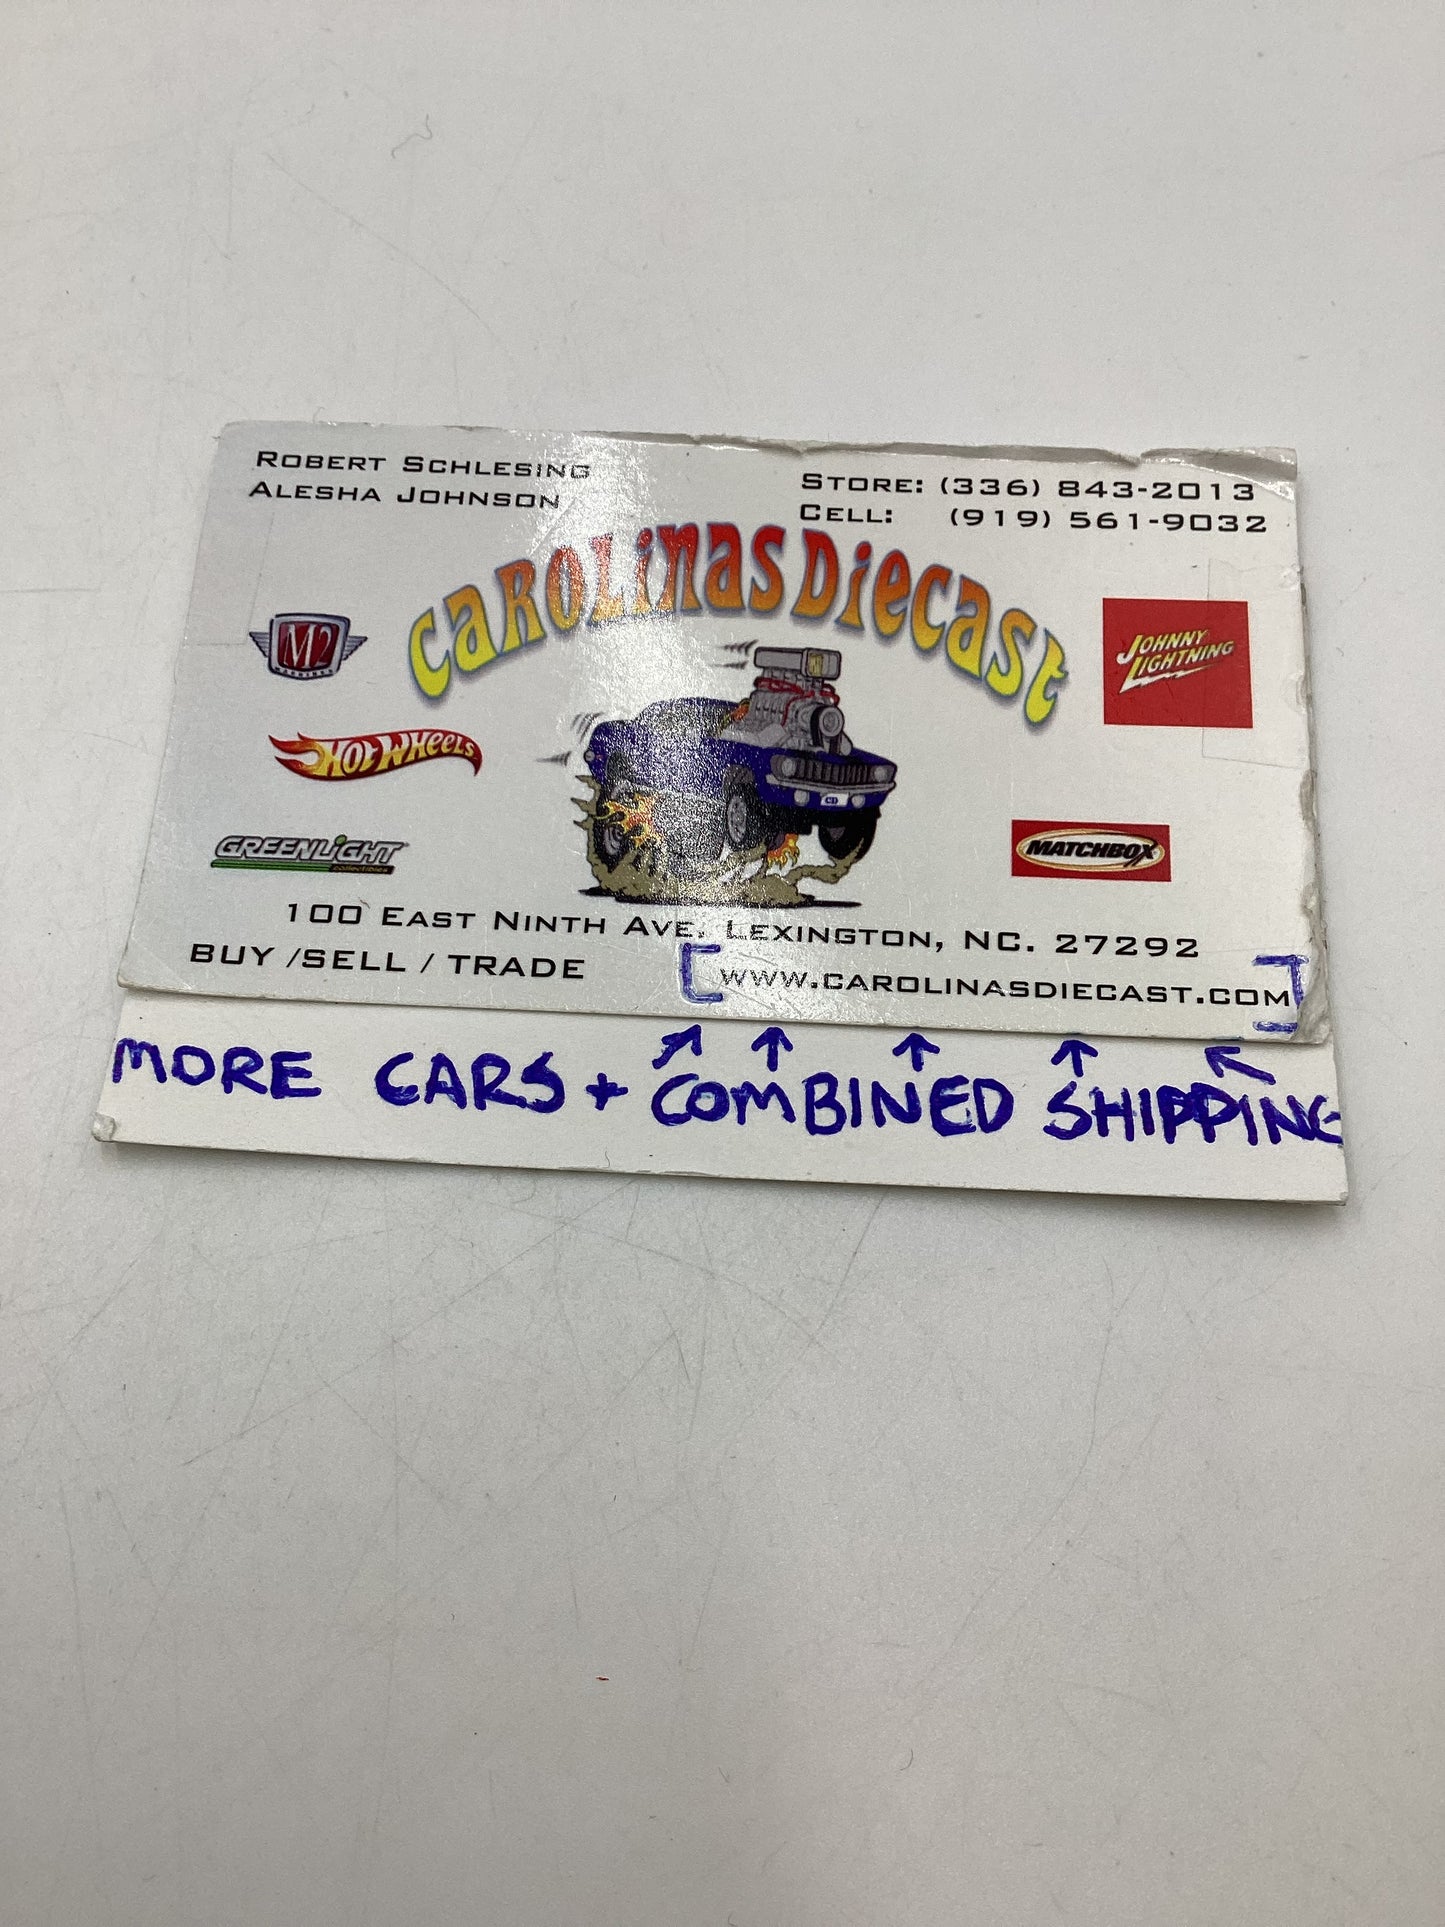 ROBERT SCHLESING
ALESHA JOHNSON
STORE: (336) 843-2013
CELL: (919) 561-9032
CAROLINAS DIECAST
M2
JOHNNY
LIGHTNING
HOT WHEELS
GREENLIGHT
collectibles
MATCHBOX
100 EAST NINTH AVE. LEXINGTON, NC. 27292
BUY /SELL / TRADE
[WWW.CAROLINASDIECAST.COM]
↗ ↑ ↑ ↑ ↖
MORE CARS + COMBINED SHIPPING